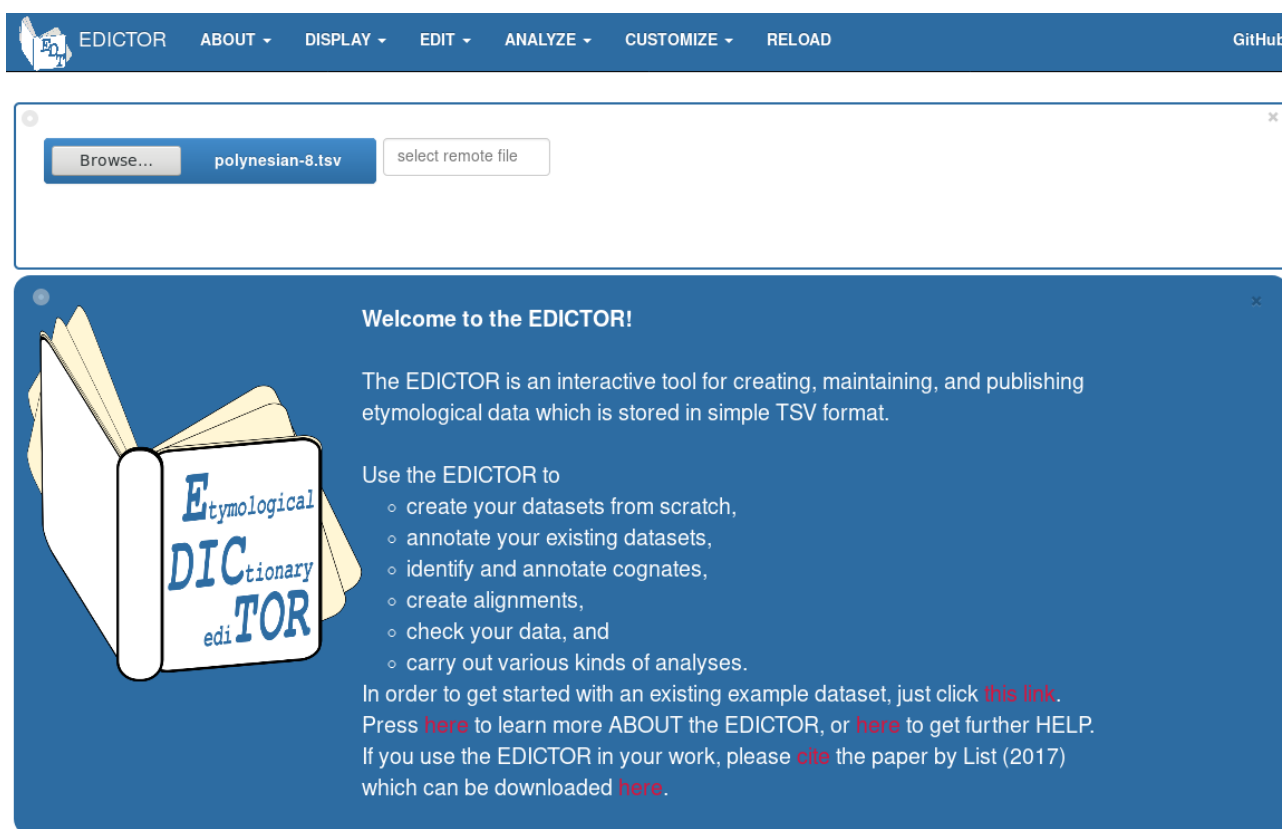 EDICTOR ABOUT DISPLAY EDIT ANALYZE CUSTOMIZE RELOAD GitHub
Browse... polynesian-8.tsv select remote file
Welcome to the EDICTOR!
The EDICTOR is an interactive tool for creating, maintaining, and publishing
etymological data which is stored in simple TSV format.
Use the EDICTOR to
◦ create your datasets from scratch,
◦ annotate your existing datasets,
◦ identify and annotate cognates,
◦ create alignments,
◦ check your data, and
◦ carry out various kinds of analyses.
In order to get started with an existing example dataset, just click this link.
Press here to learn more ABOUT the EDICTOR, or here to get further HELP.
If you use the EDICTOR in your work, please cite the paper by List (2017)
which can be downloaded here.
Etymological
DICtionary
ediTOR